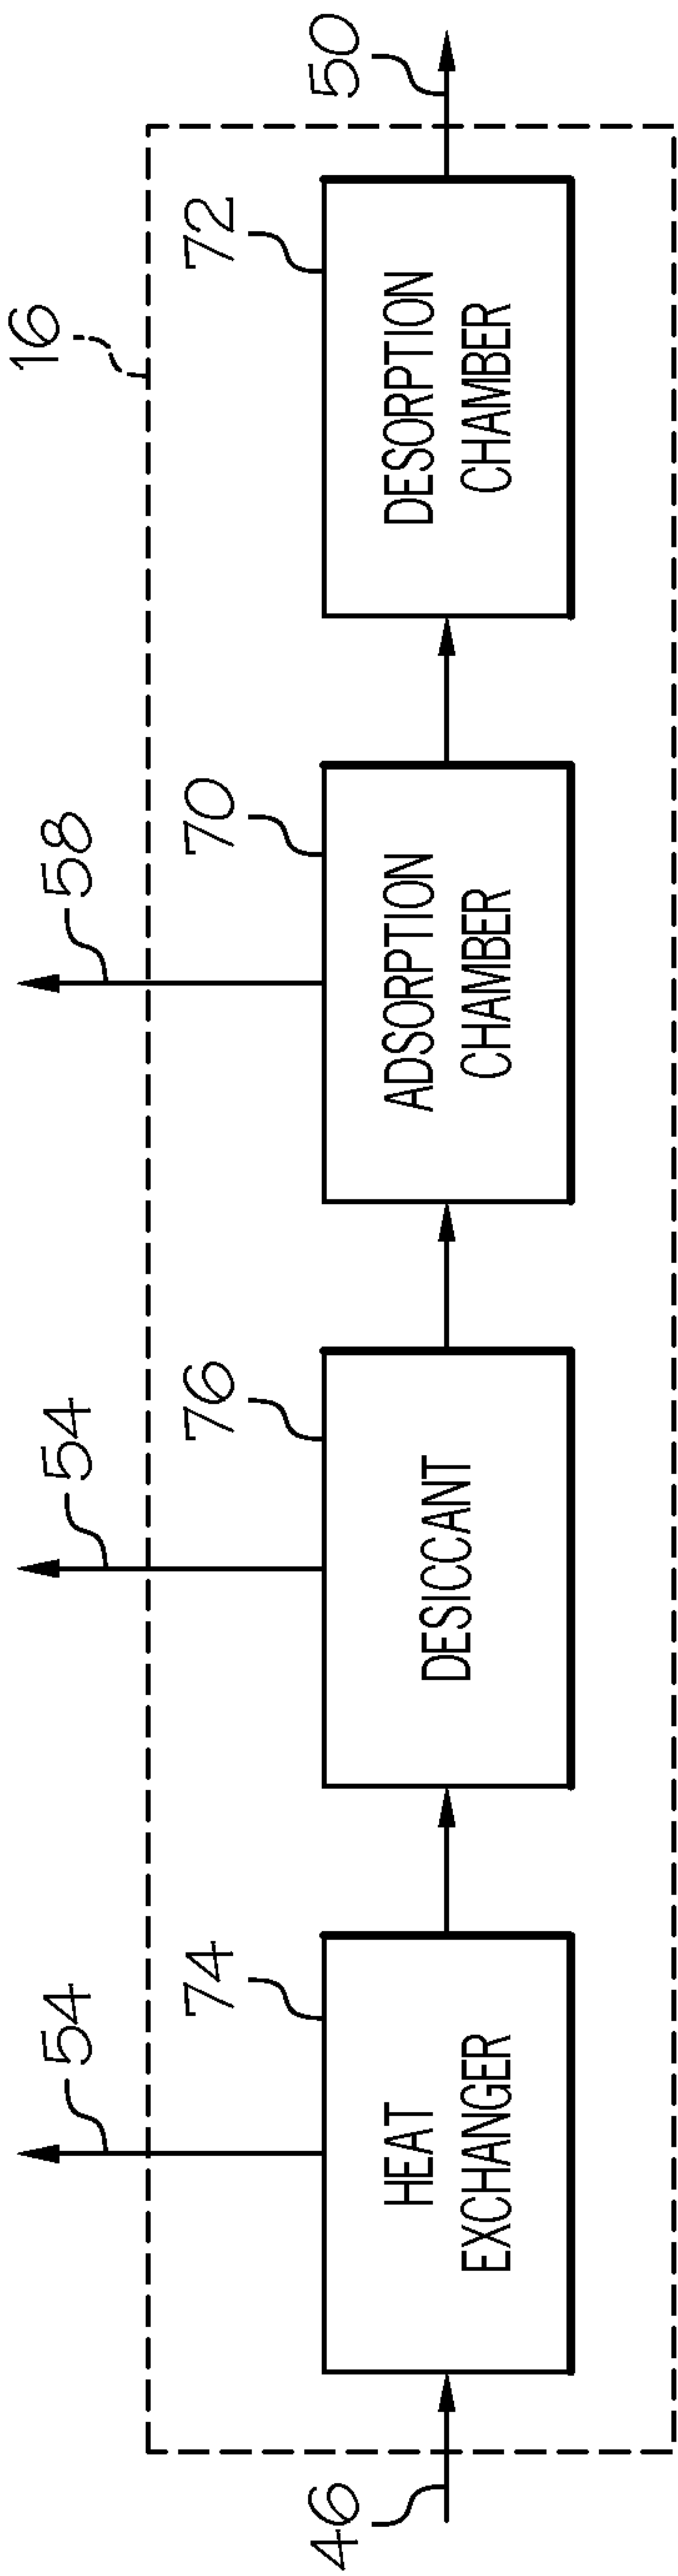 16
54
54
58
50
74
76
70
72
HEAT
EXCHANGER
DESICCANT
ADSORPTION
CHAMBER
DESORPTION
CHAMBER
46